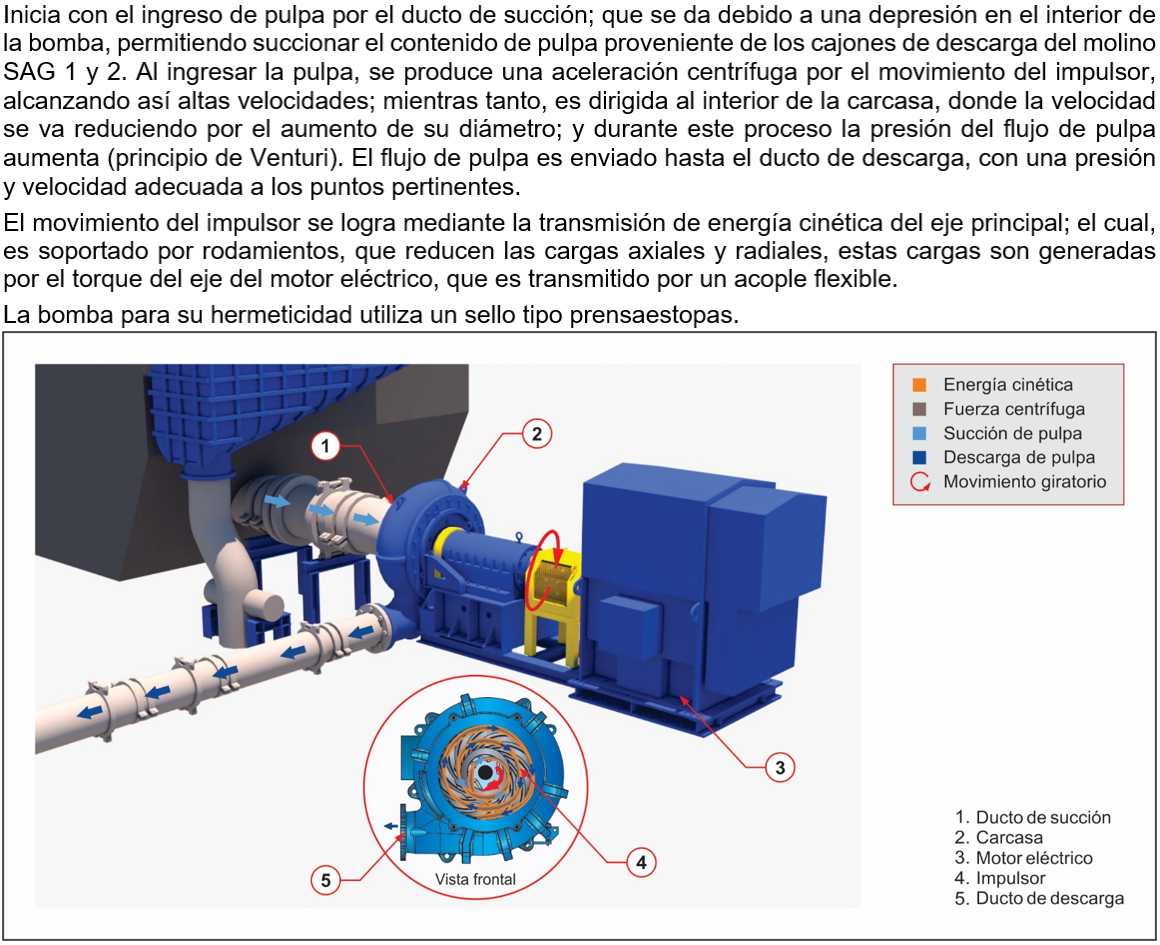 Inicia con el ingreso de pulpa por el ducto de succión; que se da debido a una depresión en el interior de
la bomba, permitiendo succionar el contenido de pulpa proveniente de los cajones de descarga del molino
SAG 1 y 2. Al ingresar la pulpa, se produce una aceleración centrífuga por el movimiento del impulsor,
alcanzando así altas velocidades; mientras tanto, es dirigida al interior de la carcasa, donde la velocidad
se va reduciendo por el aumento de su diámetro; y durante este proceso la presión del flujo de pulpa
aumenta (principio de Venturi). El flujo de pulpa es enviado hasta el ducto de descarga, con una presión
y velocidad adecuada a los puntos pertinentes.
El movimiento del impulsor se logra mediante la transmisión de energía cinética del eje principal; el cual,
es soportado por rodamientos, que reducen las cargas axiales y radiales, estas cargas son generadas
por el torque del eje del motor eléctrico, que es transmitido por un acople flexible.
La bomba para su hermeticidad utiliza un sello tipo prensaestopas.
Energía cinética
Fuerza centrífuga
Succión de pulpa
Descarga de pulpa
Movimiento giratorio
1
2
3
4
5
Vista frontal
1. Ducto de succión
2. Carcasa
3. Motor eléctrico
4. Impulsor
5. Ducto de descarga